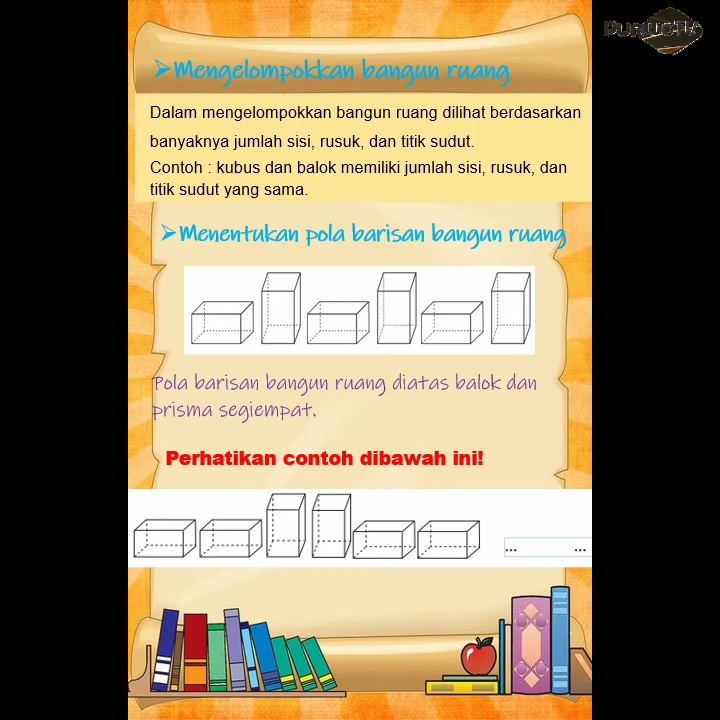 ➢Mengelompokkan bangun ruang
Dalam mengelompokkan bangun ruang dilihat berdasarkan
banyaknya jumlah sisi, rusuk, dan titik sudut.
Contoh : kubus dan balok memiliki jumlah sisi, rusuk, dan
titik sudut yang sama.
➢Menentukan pola barisan bangun ruang
Pola barisan bangun ruang diatas balok dan
prisma segiempat.
Perhatikan contoh dibawah ini!
... ...